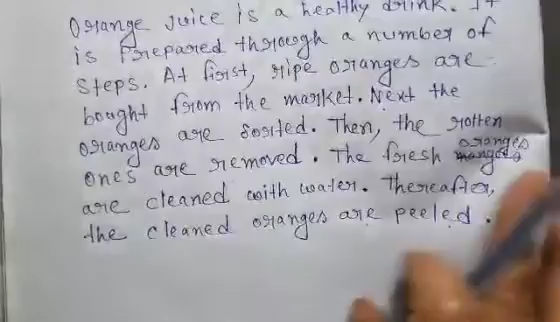 Orange juice is a healthy drink. It
is Prepared through a number of
steps. At first, ripe oranges are
bought from the market. Next the
oranges are sorted. Then, the rotten
ones are removed. The fresh oranges
are cleaned with water. Thereafter,
the cleaned oranges are peeled.